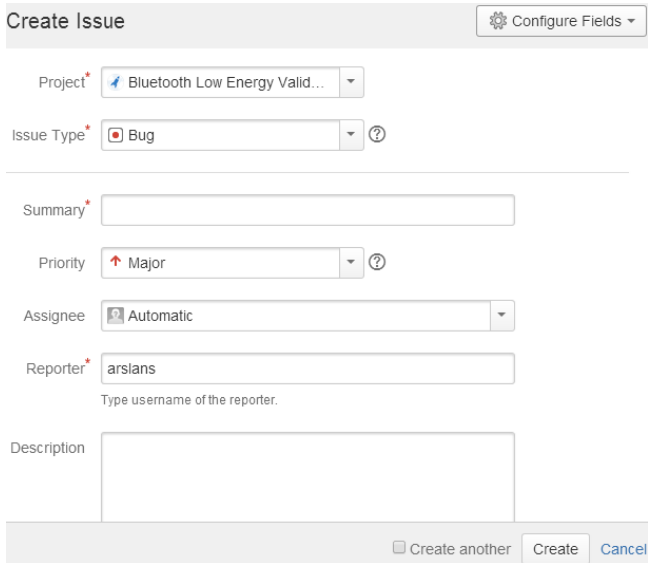 Create Issue
Configure Fields
Project*
Bluetooth Low Energy Valid...
Issue Type*
Bug
Summary*
Priority
Major
Assignee
Automatic
Reporter*
arslans
Type username of the reporter.
Description
Create another
Create
Cancel